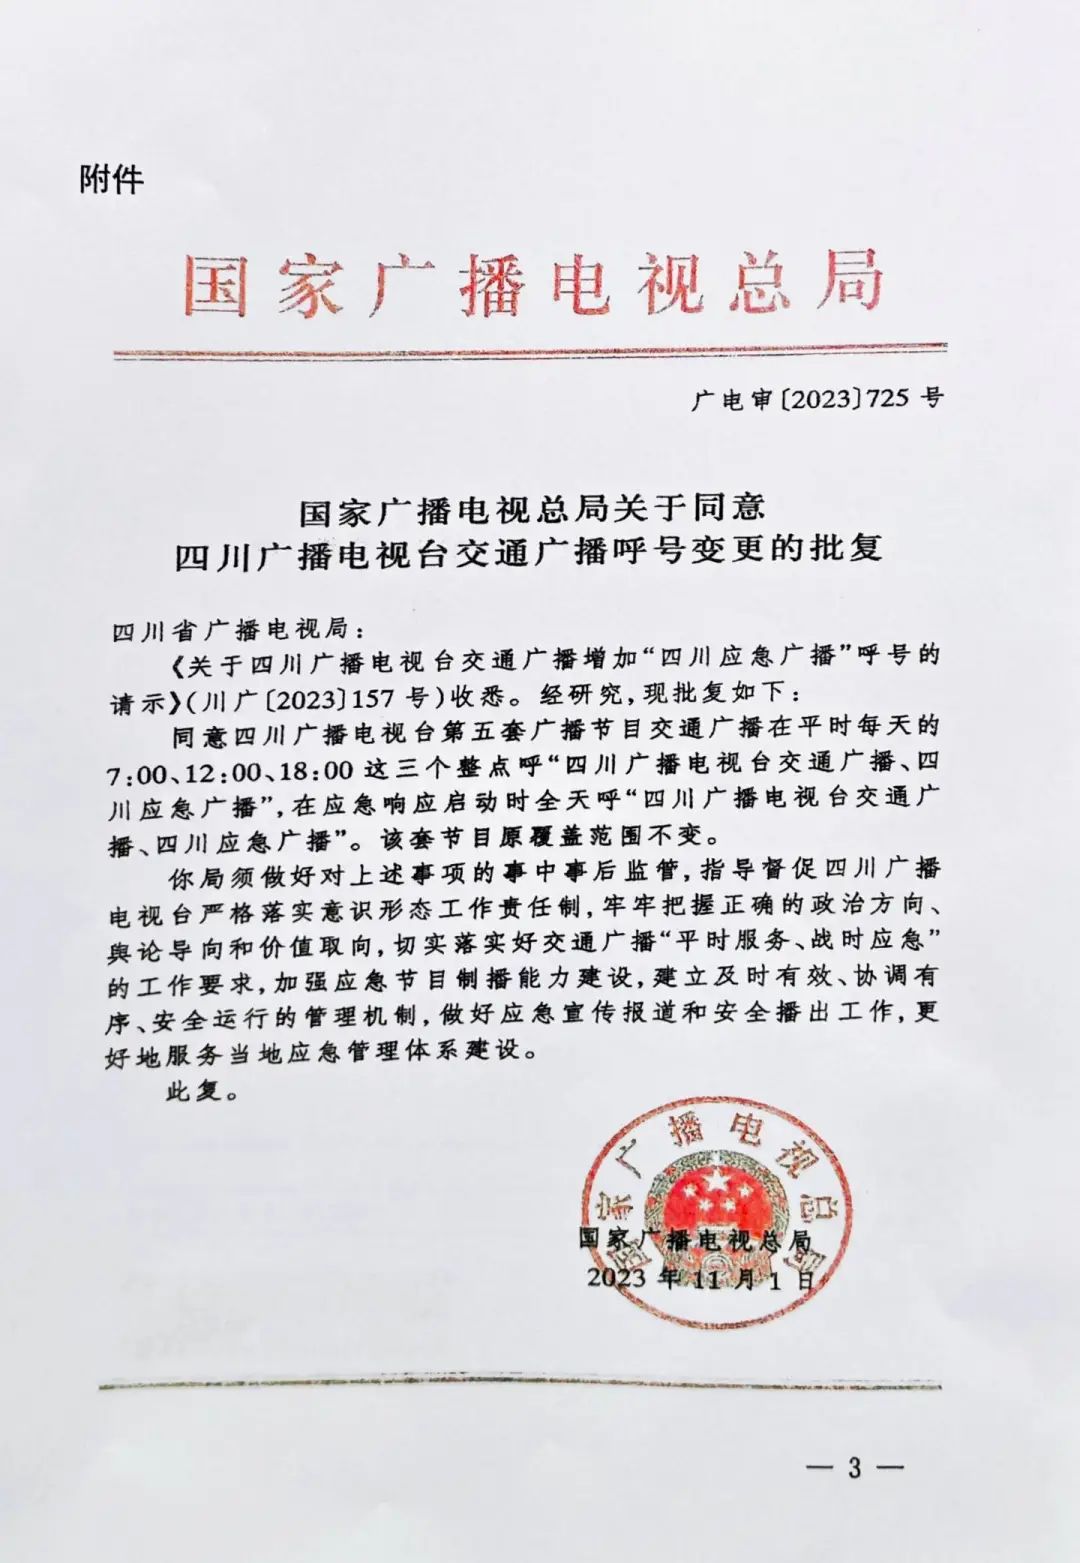 附件
国家广播电视总局
广电审〔2023〕725 号
国家广播电视总局关于同意
四川广播电视台交通广播呼号变更的批复
四川省广播电视局：
《关于四川广播电视台交通广播增加“四川应急广播”呼号的
请示》(川广〔2023〕157 号)收悉。经研究,现批复如下：
同意四川广播电视台第五套广播节目交通广播在平时每天的
7:00、12:00、18:00 这三个整点呼“四川广播电视台交通广播、四
川应急广播”,在应急响应启动时全天呼“四川广播电视台交通广
播、四川应急广播”。该套节目原覆盖范围不变。
你局须做好对上述事项的事中事后监管,指导督促四川广播
电视台严格落实意识形态工作责任制,牢牢把握正确的政治方向、
舆论导向和价值取向,切实落实好交通广播“平时服务、战时应急”
的工作要求,加强应急节目制播能力建设,建立及时有效、协调有
序、安全运行的管理机制,做好应急宣传报道和安全播出工作,更
好地服务当地应急管理体系建设。
此复。
国家广播电视总局
国家广播电视总局
2023 年 11 月 1 日
— 3 —